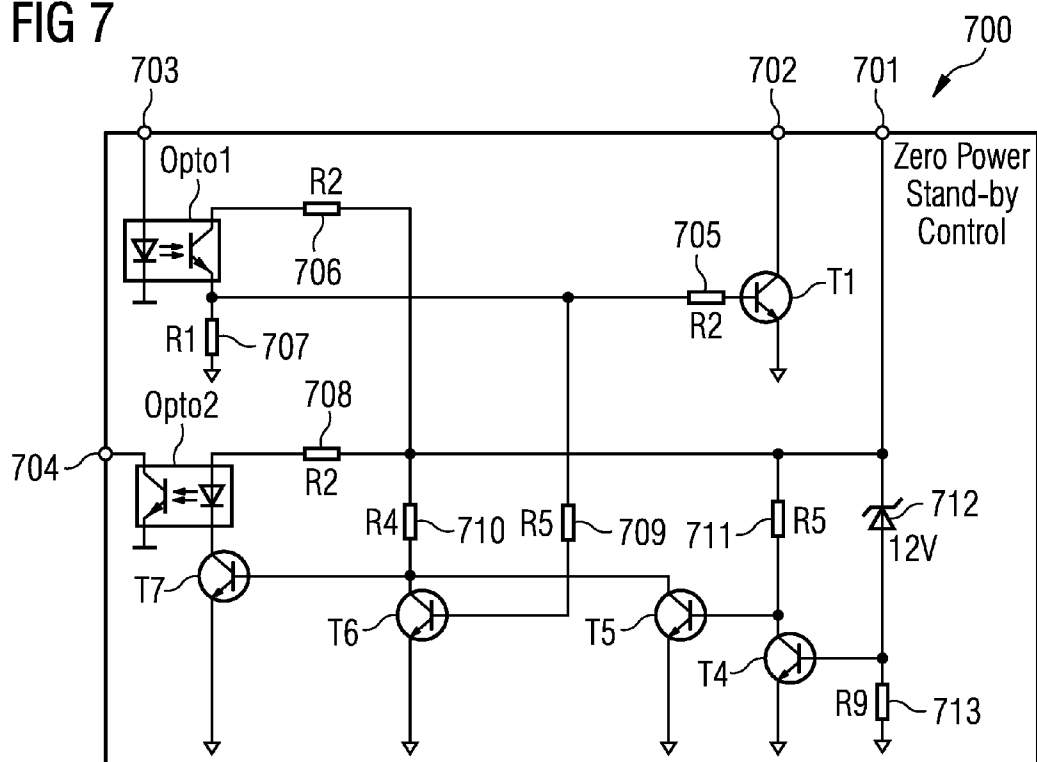 FIG 7
700
703
702
701
Opto1
R2
706
Zero Power
Stand-by
Control
705
R2
T1
R1
707
Opto2
708
R2
704
R4
710
R5
709
711
R5
712
12V
T7
T6
T5
T4
R9
713